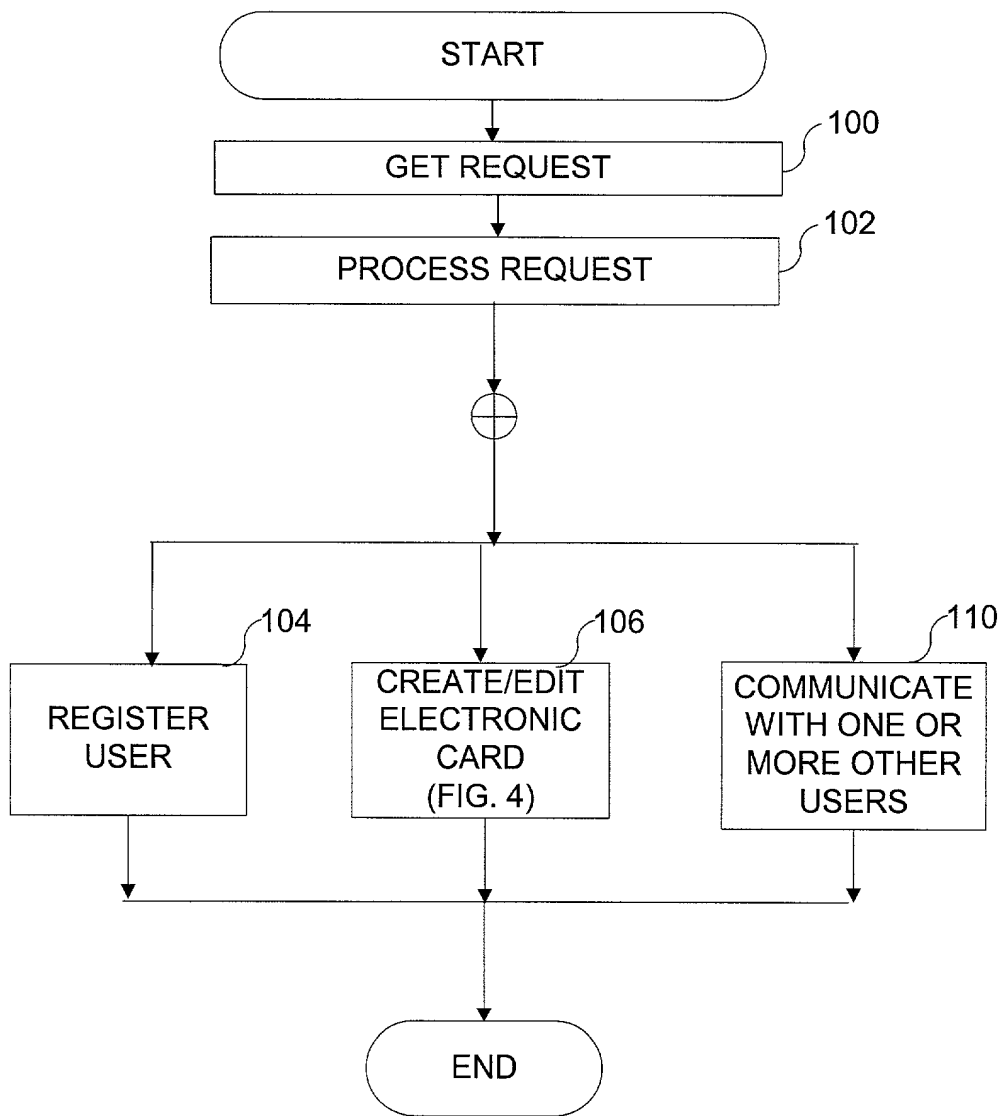 START
100
GET REQUEST
102
PROCESS REQUEST
104
REGISTER
USER
106
CREATE/EDIT
ELECTRONIC
CARD
(FIG. 4)
110
COMMUNICATE
WITH ONE OR
MORE OTHER
USERS
END